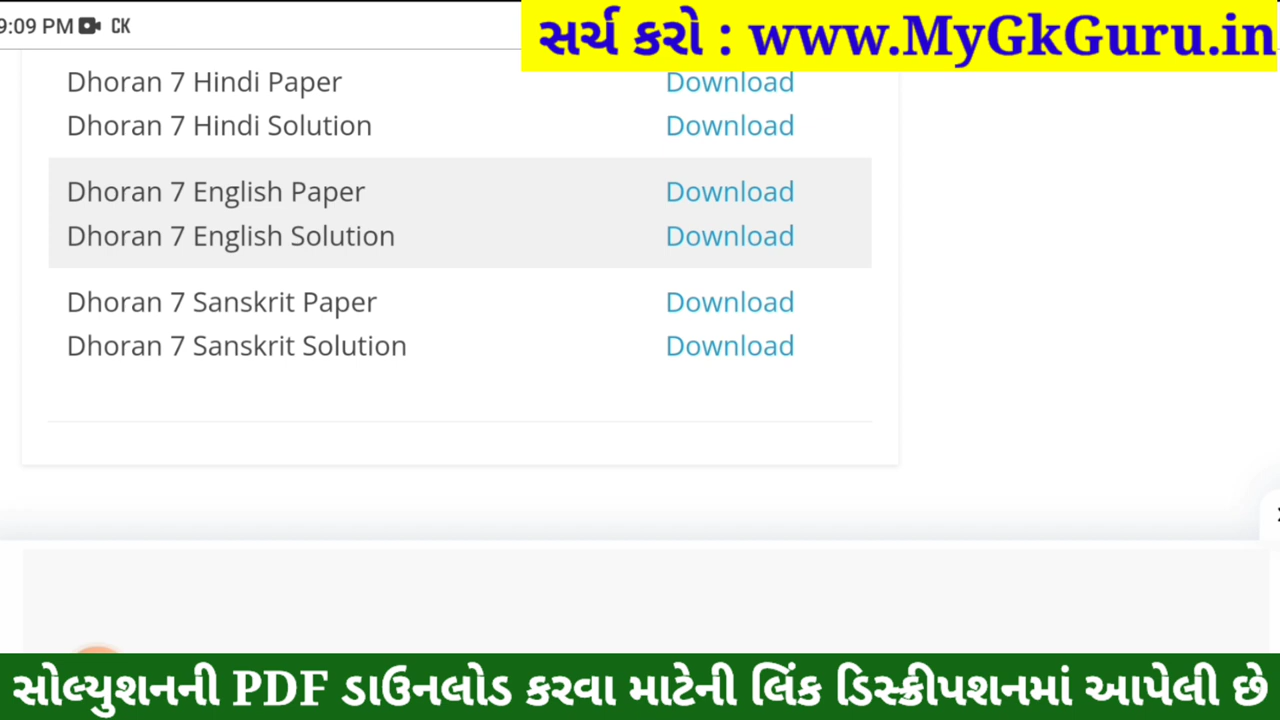 9:09 PM CK
સર્ચ કરો : www.MyGkGuru.in
Dhoran 7 Hindi Paper Download
Dhoran 7 Hindi Solution Download
Dhoran 7 English Paper Download
Dhoran 7 English Solution Download
Dhoran 7 Sanskrit Paper Download
Dhoran 7 Sanskrit Solution Download
સોલ્યુશનની PDF ડાઉનલોડ કરવા માટેની લિંક ડિસ્ક્રીપશનમાં આપેલી છે